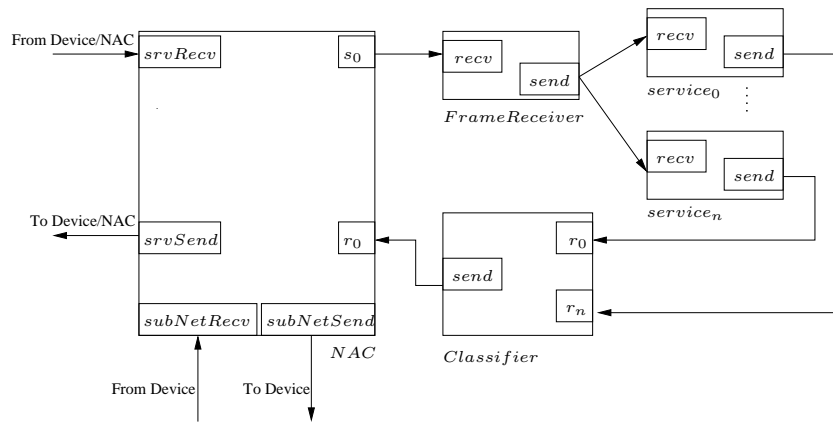 From Device/NAC
srvRecv
s0
recv
send
FrameReceiver
recv
send
service0
recv
send
servicen
To Device/NAC
srvSend
r0
send
r0
rn
Classifier
subNetRecv
subNetSend
NAC
From Device
To Device